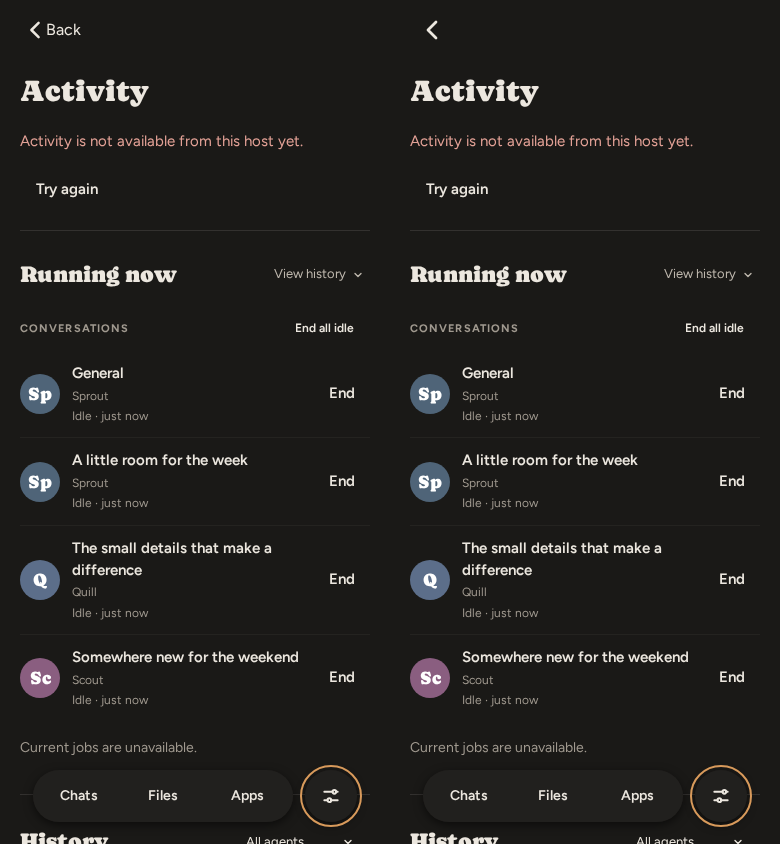 Back
Activity
Activity is not available from this host yet.
Try again
Running now
View history
CONVERSATIONS
End all idle
Sp
General
Sprout
Idle · just now
End
Sp
A little room for the week
Sprout
Idle · just now
End
Q
The small details that make a
difference
Quill
Idle · just now
End
Sc
Somewhere new for the weekend
Scout
Idle · just now
End
Current jobs are unavailable.
Chats
Files
Apps
History
All agents
Activity
Activity is not available from this host yet.
Try again
Running now
View history
CONVERSATIONS
End all idle
Sp
General
Sprout
Idle · just now
End
Sp
A little room for the week
Sprout
Idle · just now
End
Q
The small details that make a
difference
Quill
Idle · just now
End
Sc
Somewhere new for the weekend
Scout
Idle · just now
End
Current jobs are unavailable.
Chats
Files
Apps
History
All agents